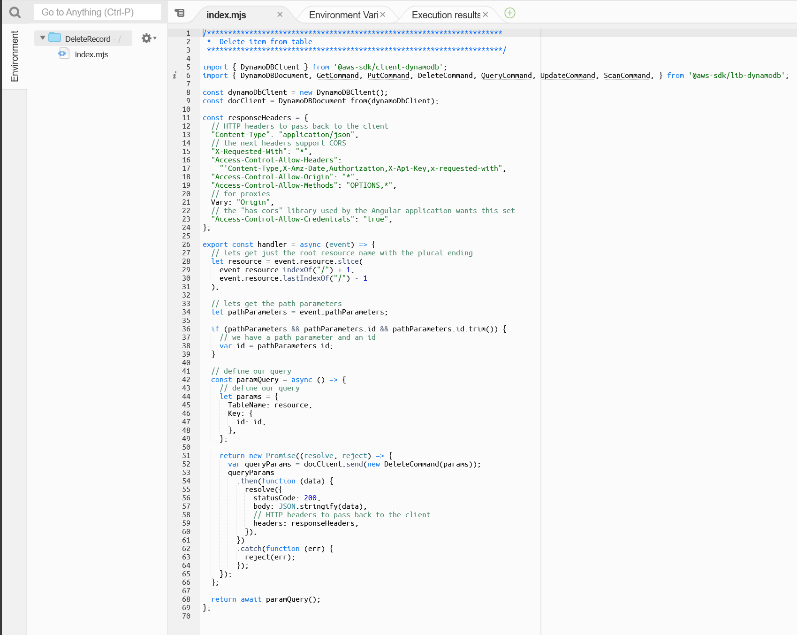 Go to Anything (Ctrl-P)
index.mjs
Environment Vari
Execution results
Environment
DeleteRecord /
index.mjs
1 /**********************************************************************
2 * Delete item from table
3 **********************************************************************/
4
5 import { DynamoDBClient } from '@aws-sdk/client-dynamodb';
6 import { DynamoDBDocument, GetCommand, PutCommand, DeleteCommand, QueryCommand, UpdateCommand, ScanCommand, } from '@aws-sdk/lib-dynamodb';
7
8 const dynamoDbClient = new DynamoDBClient();
9 const docClient = DynamoDBDocument.from(dynamoDbClient);
10
11 const responseHeaders = {
12 // HTTP headers to pass back to the client
13 "Content-Type": "application/json",
14 // the next headers support CORS
15 "X-Requested-With": "*",
16 "Access-Control-Allow-Headers":
17 "'Content-Type,X-Amz-Date,Authorization,X-Api-Key,x-requested-with",
18 "Access-Control-Allow-Origin": "*",
19 "Access-Control-Allow-Methods": "OPTIONS,*",
20 // for proxies
21 Vary: "Origin",
22 // the "has cors" library used by the Angular application wants this set
23 "Access-Control-Allow-Credentials": "true",
24 };
25
26 export const handler = async (event) => {
27 // lets get just the root resource name with the plural ending
28 let resource = event.resource.slice(
29 event.resource.indexOf("/") + 1,
30 event.resource.lastIndexOf("/") - 1
31 );
32
33 // lets get the path parameters
34 let pathParameters = event.pathParameters;
35
36 if (pathParameters && pathParameters.id && pathParameters.id.trim()) {
37 // we have a path parameter and an id
38 var id = pathParameters.id;
39 }
40
41 // define our query
42 const paramQuery = async () => {
43 // define our query
44 let params = {
45 TableName: resource,
46 Key: {
47 id: id,
48 },
49 };
50
51 return new Promise((resolve, reject) => {
52 var queryParams = docClient.send(new DeleteCommand(params));
53 queryParams
54 .then(function (data) {
55 resolve({
56 statusCode: 200,
57 body: JSON.stringify(data),
58 // HTTP headers to pass back to the client
59 headers: responseHeaders,
60 });
61 })
62 .catch(function (err) {
63 reject(err);
64 });
65 });
66 };
67
68 return await paramQuery();
69 };
70